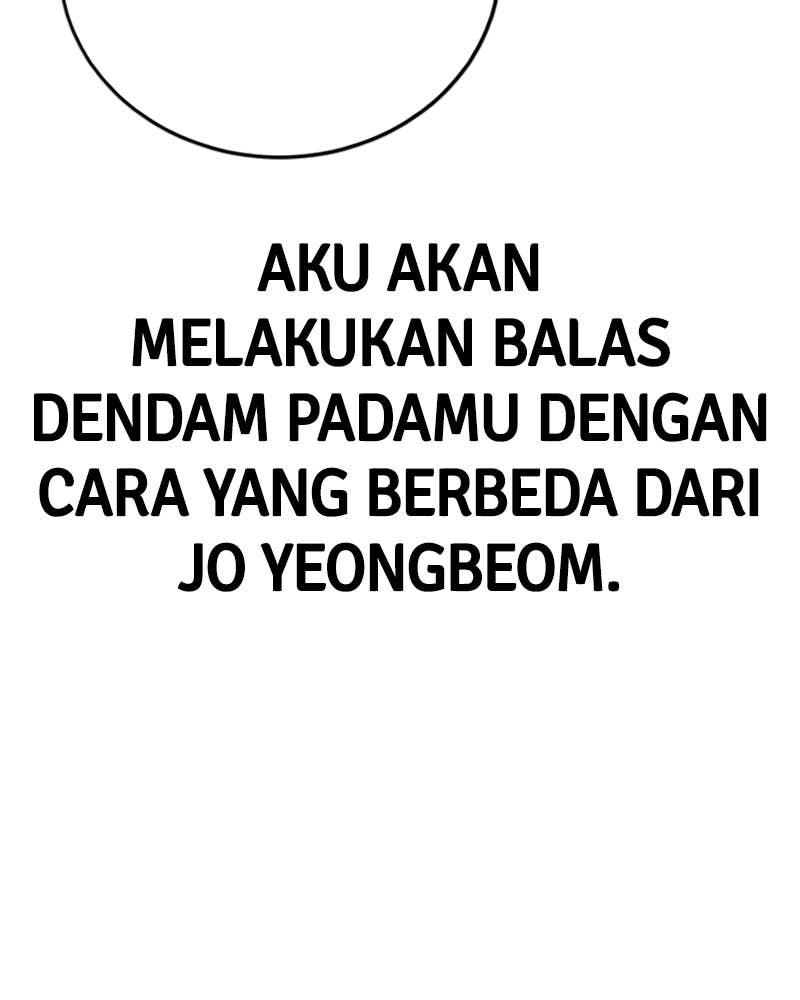 AKU AKAN
MELAKUKAN BALAS
DENDAM PADAMU DENGAN
CARA YANG BERBEDA DARI
JO YEONGBEOM.